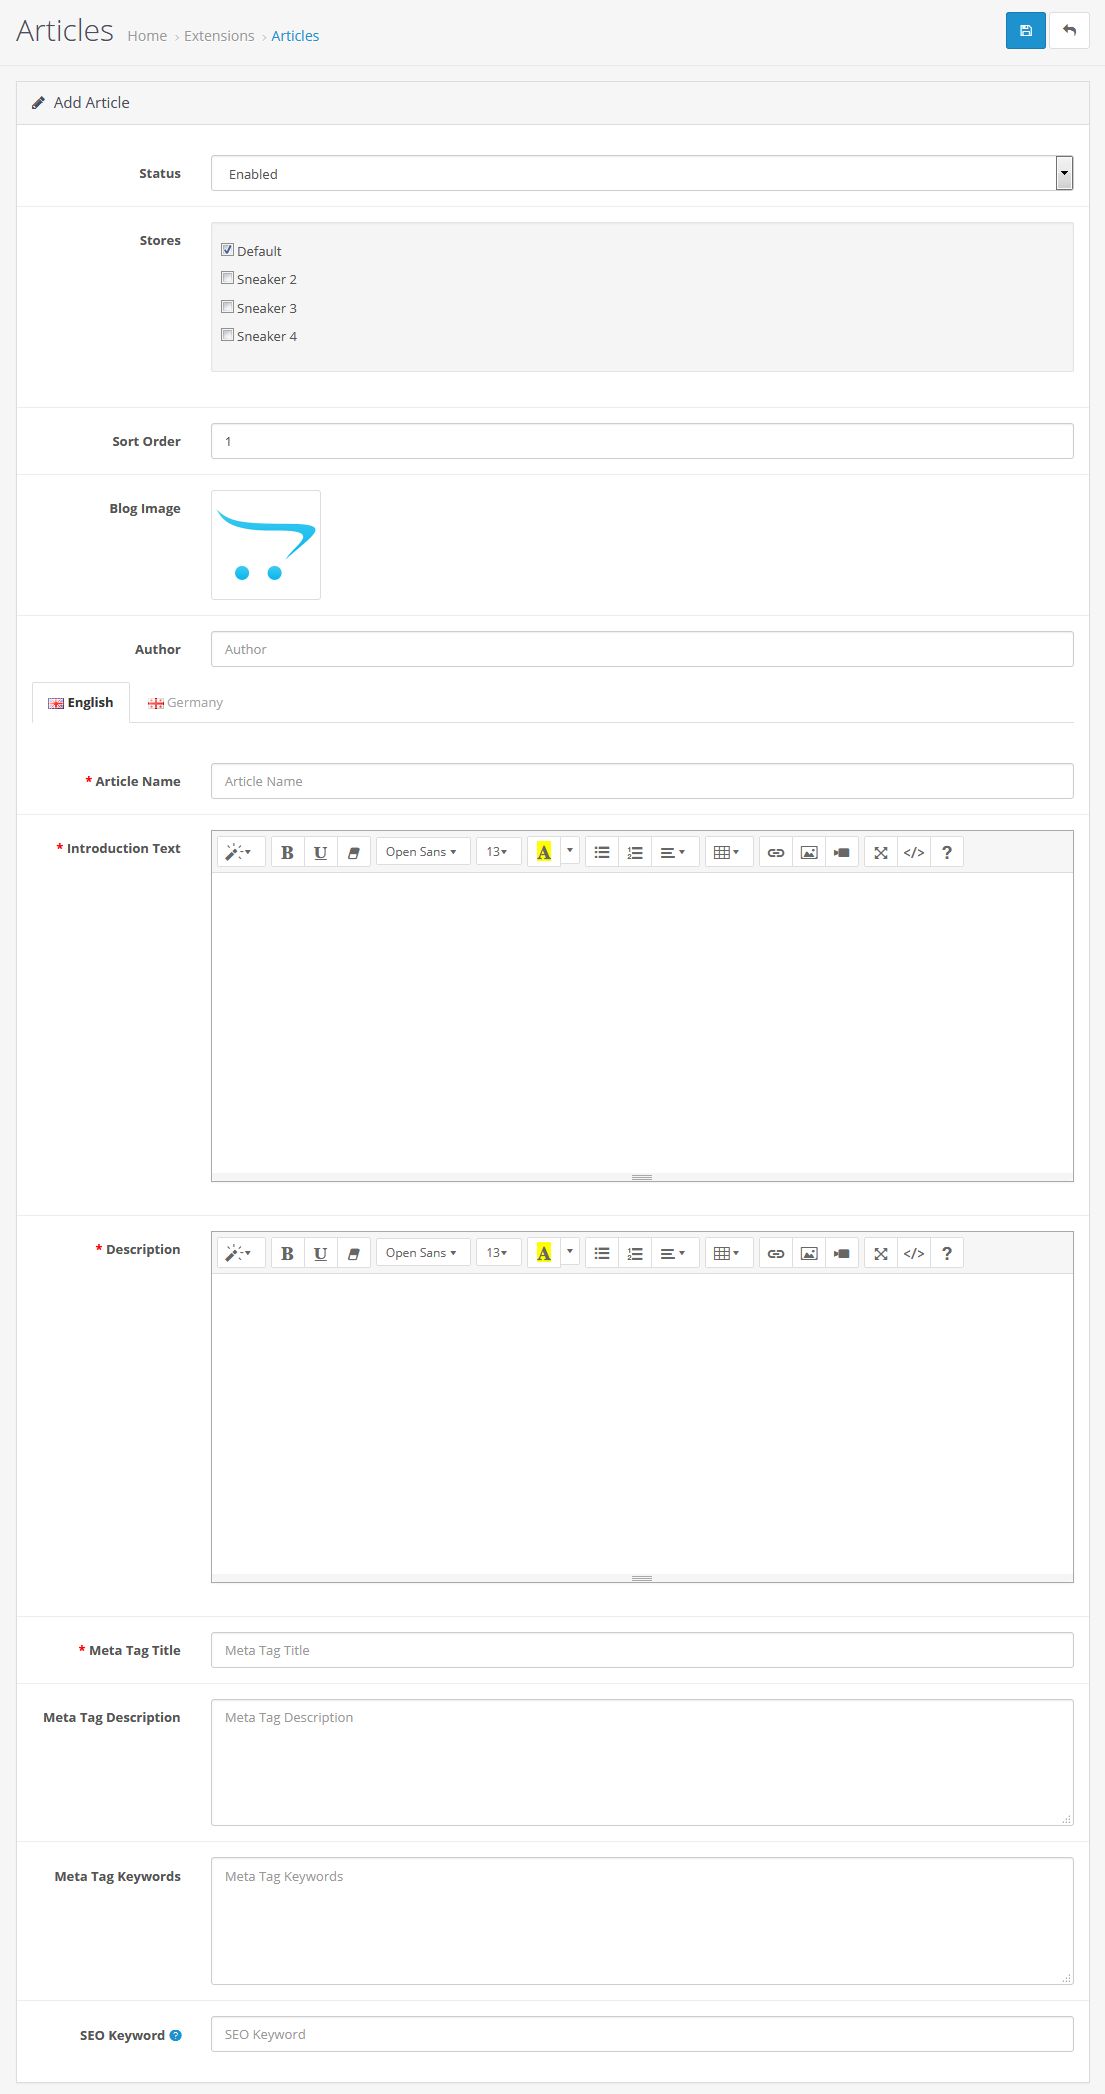 Articles Home › Extensions › Articles
Add Article
Status Enabled
Stores
Default
Sneaker 2
Sneaker 3
Sneaker 4
Sort Order 1
Blog Image
Author Author
English Germany
* Article Name Article Name
* Introduction Text B U Open Sans 13 A </> ?
* Description B U Open Sans 13 A </> ?
* Meta Tag Title Meta Tag Title
Meta Tag Description Meta Tag Description
Meta Tag Keywords Meta Tag Keywords
SEO Keyword ? SEO Keyword